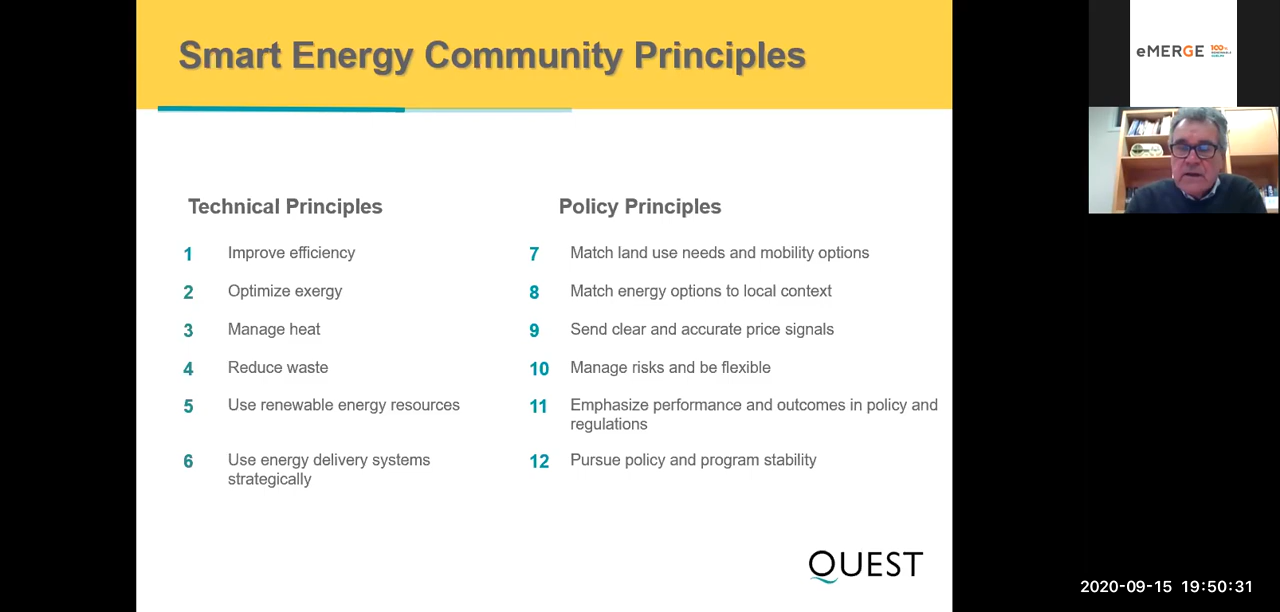 Smart Energy Community Principles
Technical Principles
1 Improve efficiency
2 Optimize exergy
3 Manage heat
4 Reduce waste
5 Use renewable energy resources
6 Use energy delivery systems
strategically
Policy Principles
7 Match land use needs and mobility options
8 Match energy options to local context
9 Send clear and accurate price signals
10 Manage risks and be flexible
11 Emphasize performance and outcomes in policy and
regulations
12 Pursue policy and program stability
QUEST
eMERGE 100%
2020-09-15 19:50:31